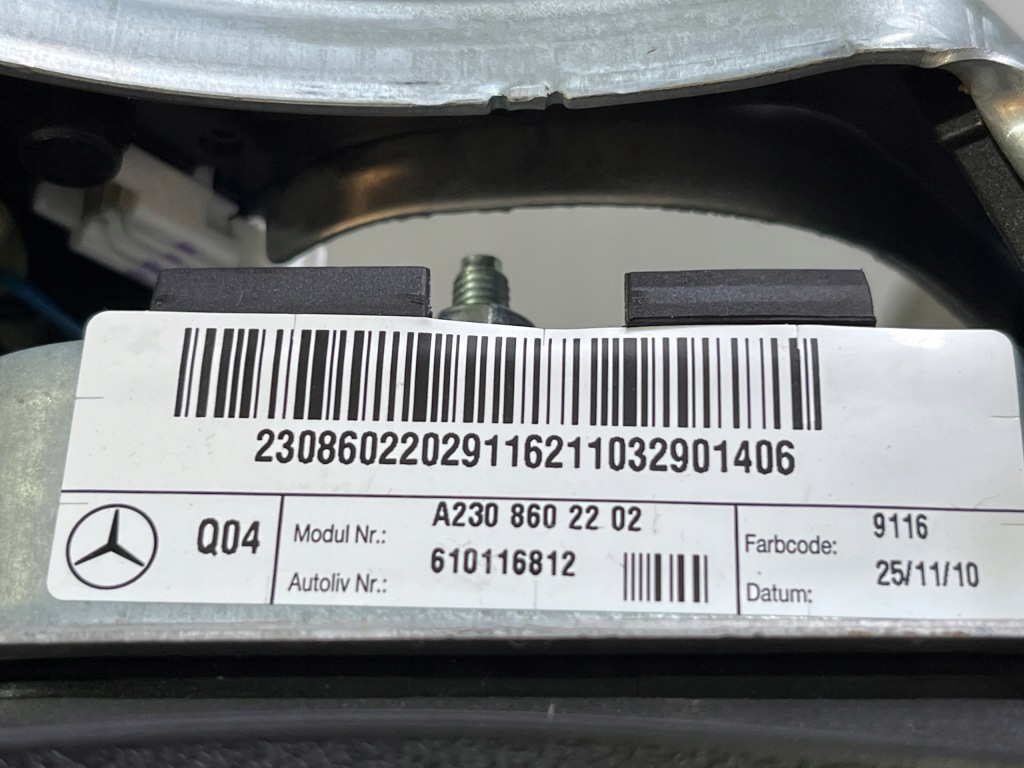 23086022029116211032901406
Q04
Modul Nr.: A230 860 22 02
Autoliv Nr.: 610116812
Farbcode: 9116
Datum: 25/11/10